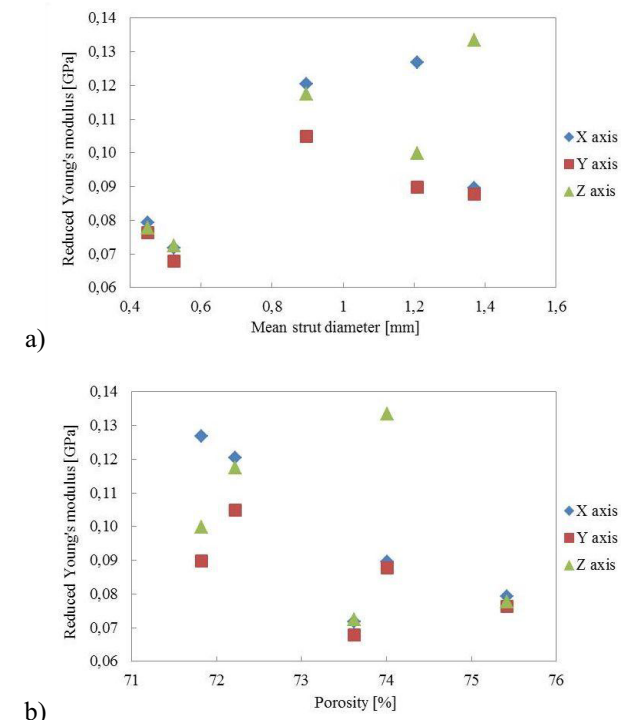 0,14
0,13
0,12
0,11
0,10
0,09
0,08
0,07
0,06
Reduced Young's modulus [GPa]
0,4 0,6 0,8 1 1,2 1,4 1,6
Mean strut diameter [mm]
X axis
Y axis
Z axis
a)
0,14
0,13
0,12
0,11
0,10
0,09
0,08
0,07
0,06
Reduced Young's modulus [GPa]
71 72 73 74 75 76
Porosity [%]
X axis
Y axis
Z axis
b)